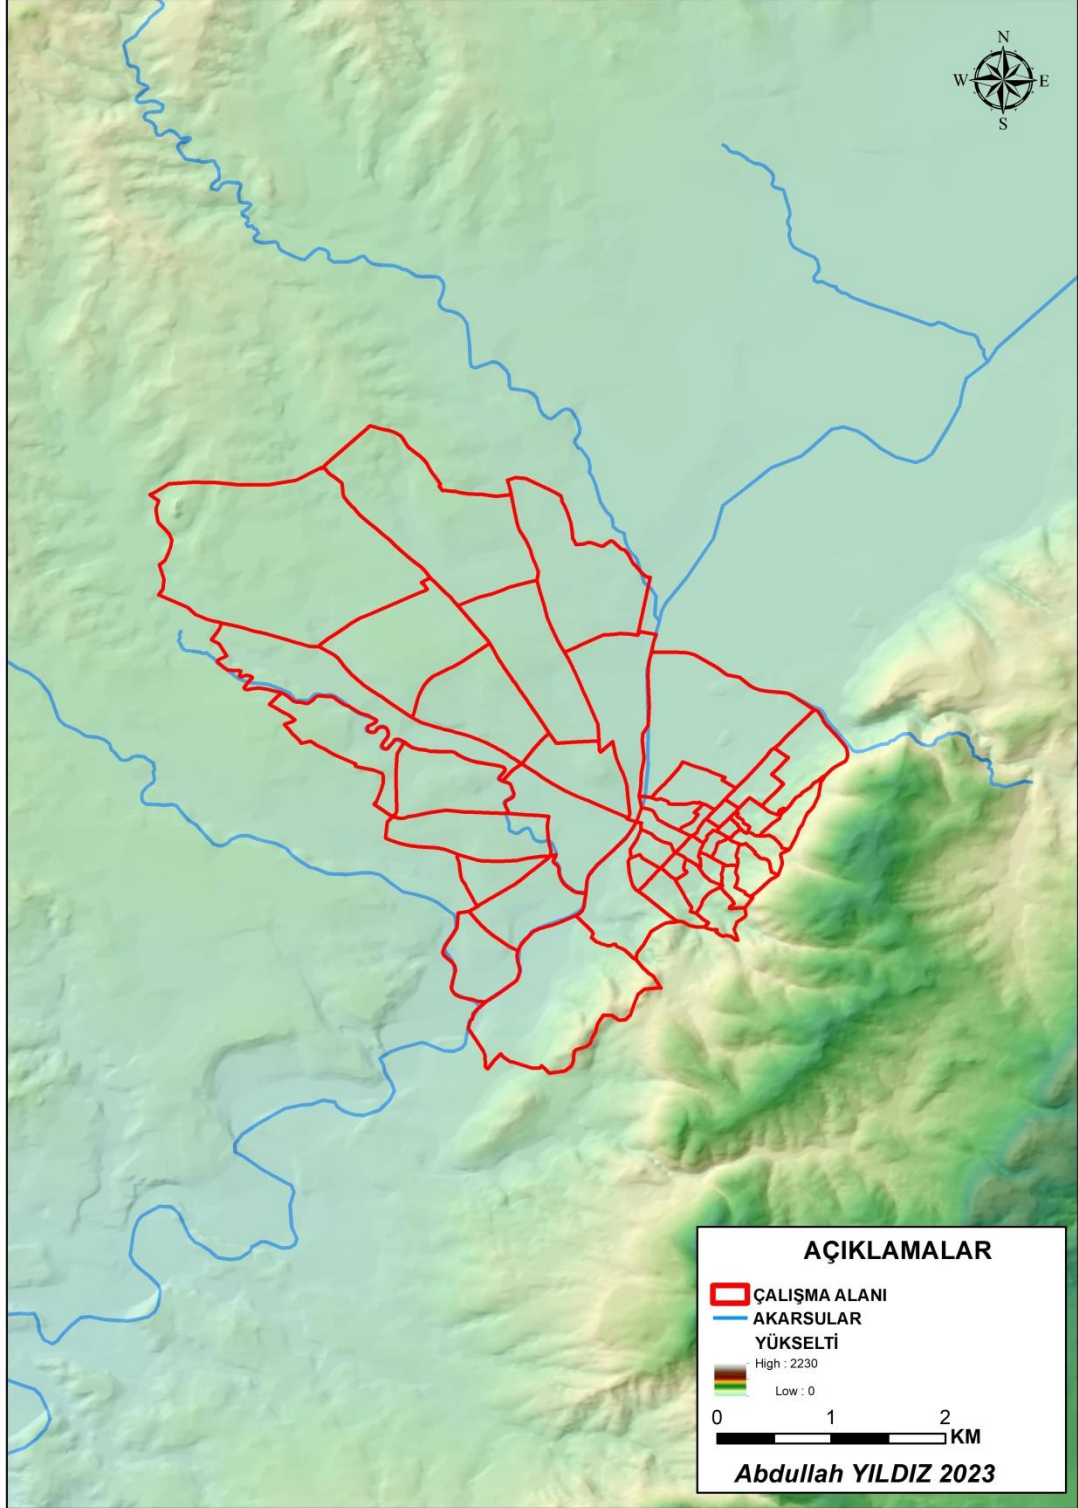 N
W E
S
AÇIKLAMALAR
ÇALIŞMA ALANI
AKARSULAR
YÜKSELTİ
High : 2230
Low : 0
0 1 2
KM
Abdullah YILDIZ 2023